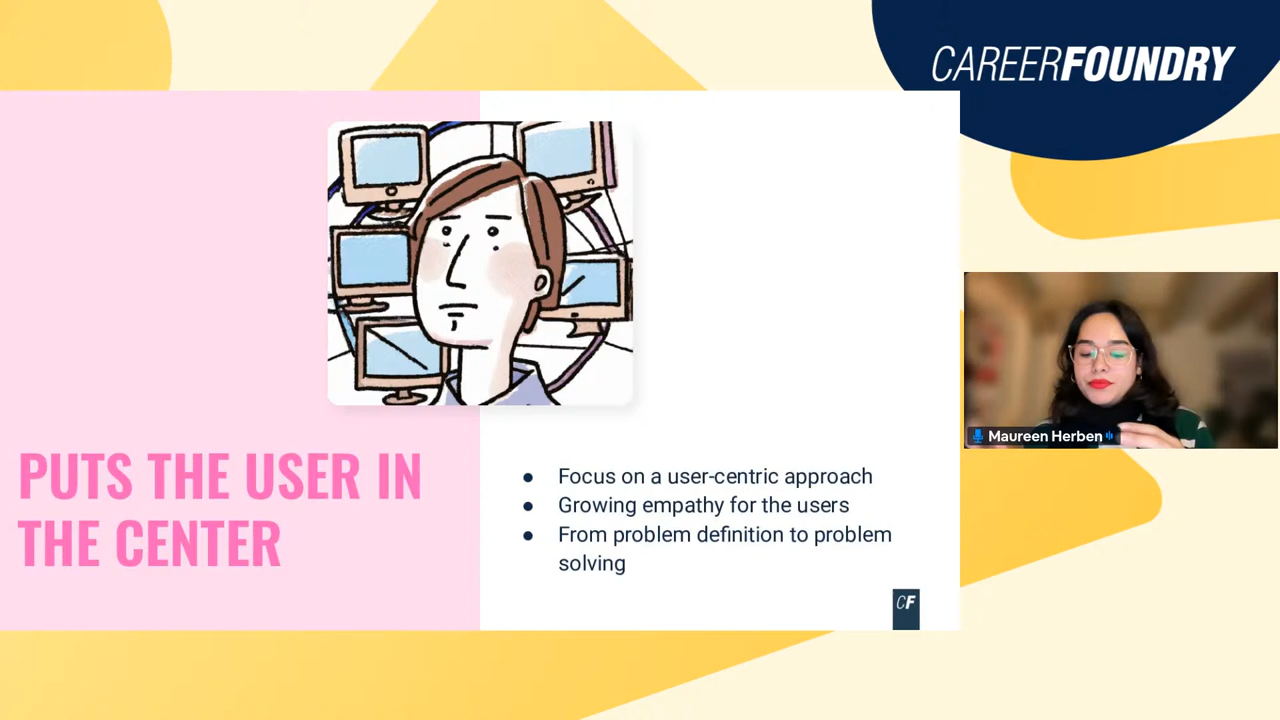 CAREERFOUNDRY
PUTS THE USER IN
THE CENTER
● Focus on a user-centric approach
● Growing empathy for the users
● From problem definition to problem
solving
CF
Maureen Herben